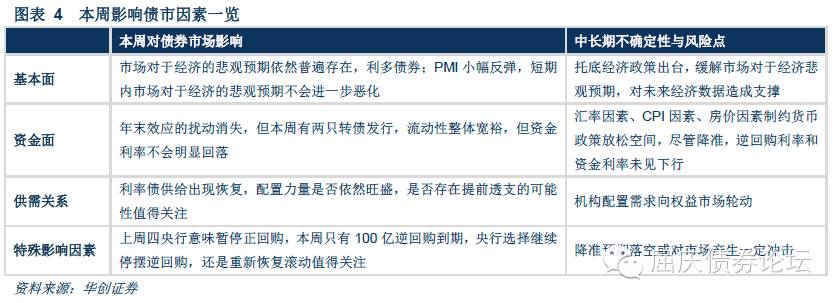 图表 4 本周影响债市因素一览
本周对债券市场影响
中长期不确定性与风险点
基本面
市场对于经济的悲观预期依然普遍存在，利多债券；PMI 小幅反弹，短期
内市场对于经济的悲观预期不会进一步恶化
托底经济政策出台，缓解市场对于经济悲
观预期，对未来经济数据造成支撑
资金面
年末效应的扰动消失，但本周有两只转债发行，流动性整体宽裕，但资金
利率不会明显回落
汇率因素、CPI 因素、房价因素制约货币
政策放松空间，尽管降准，逆回购利率和
资金利率未见下行
供需关系
利率债供给出现恢复，配置力量是否依然旺盛，是否存在提前透支的可能
性值得关注
机构配置需求向权益市场轮动
特殊影响因素
上周四央行意味暂停正回购，本周只有 100 亿逆回购到期，央行选择继续
停摆逆回购，还是重新恢复滚动值得关注
降准预期落空或对市场产生一定冲击
屈庆债券论坛
资料来源：华创证券